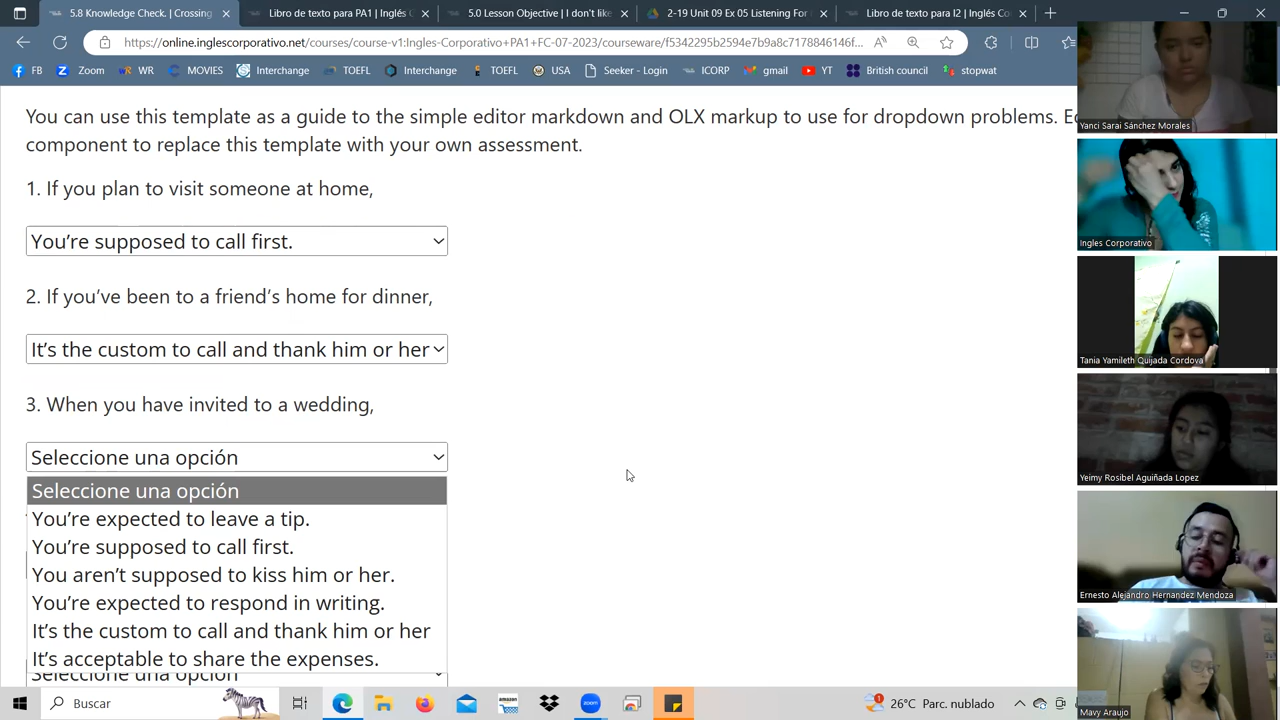 5.8 Knowledge Check. | Crossing
Libro de texto para PA1 | Inglés C
5.0 Lesson Objective | I don't like
2-19 Unit 09 Ex 05 Listening For
Libro de texto para I2 | Inglés Co
https://online.inglescorporativo.net/courses/course-v1:Ingles-Corporativo+PA1+FC-07-2023/courseware/f5342295b2594e7b9a8c7178846146f...
FB
Zoom
WR
MOVIES
Interchange
TOEFL
Interchange
TOEFL
USA
Seeker - Login
ICORP
gmail
YT
British council
stopwat
You can use this template as a guide to the simple editor markdown and OLX markup to use for dropdown problems.
component to replace this template with your own assessment.
1. If you plan to visit someone at home,
You're supposed to call first.
2. If you've been to a friend's home for dinner,
It's the custom to call and thank him or her
3. When you have invited to a wedding,
Seleccione una opción
Seleccione una opción
You're expected to leave a tip.
You're supposed to call first.
You aren't supposed to kiss him or her.
You're expected to respond in writing.
It's the custom to call and thank him or her
It's acceptable to share the expenses.
Seleccione una opción
Yanci Sarai Sánchez Morales
Ingles Corporativo
Tania Yamileth Quijada Cordova
Yeimy Rosibel Aguiñada Lopez
Ernesto Alejandro Hernandez Mendoza
Mavy Araujo
Buscar
amazon
zoom
1
26°C Parc. nublado